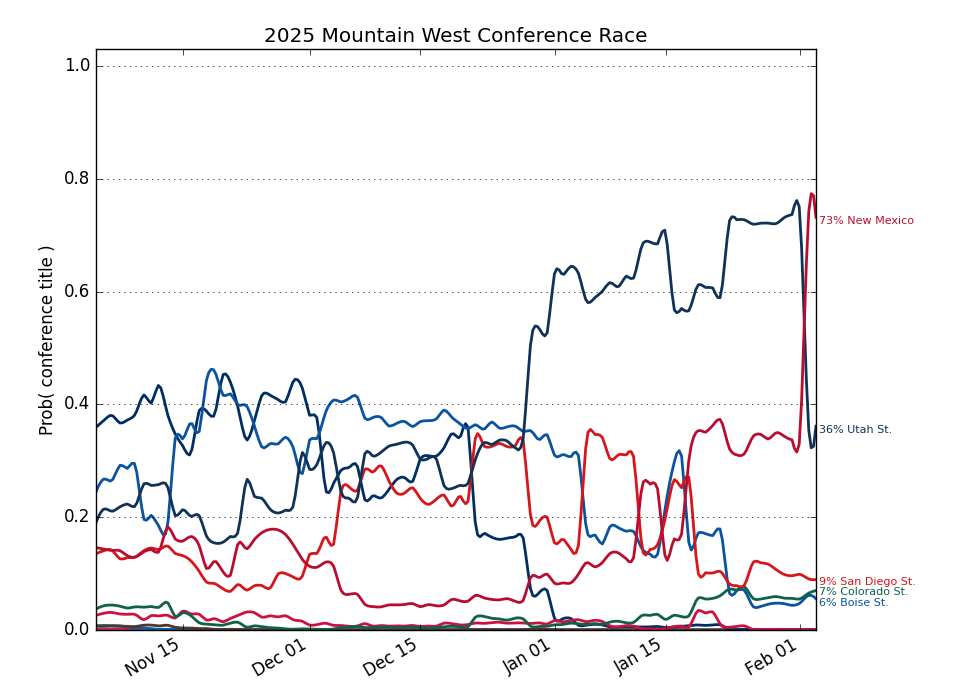 2025 Mountain West Conference Race
Prob( conference title )
1.0
0.8
0.6
0.4
0.2
0.0
Nov 15
Dec 01
Dec 15
Jan 01
Jan 15
Feb 01
73% New Mexico
36% Utah St.
9% San Diego St.
7% Colorado St.
6% Boise St.